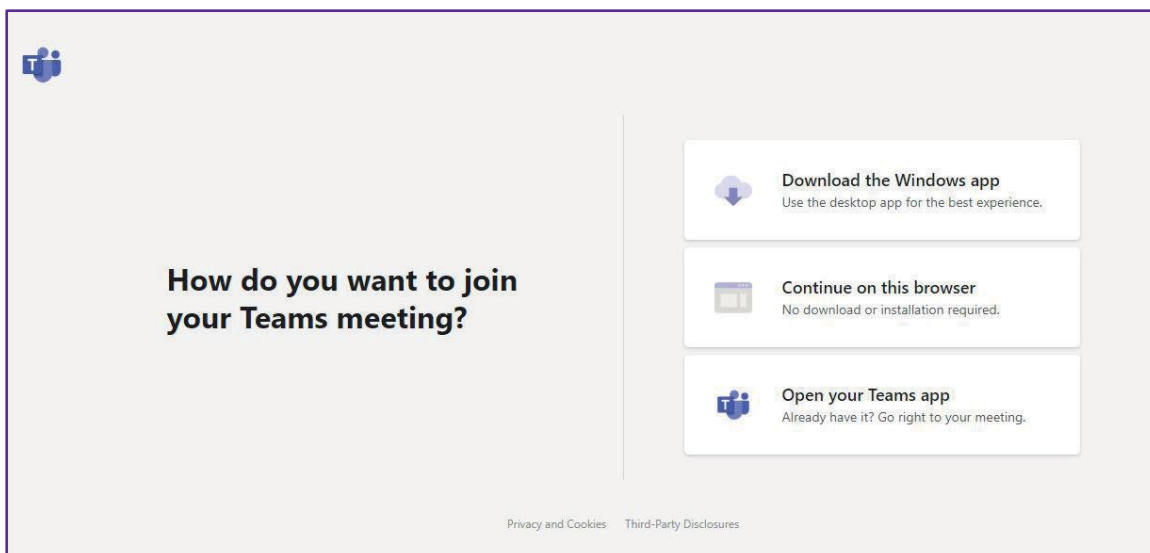 How do you want to join
your Teams meeting?
Download the Windows app
Use the desktop app for the best experience.
Continue on this browser
No download or installation required.
Open your Teams app
Already have it? Go right to your meeting.
Privacy and Cookies Third-Party Disclosures